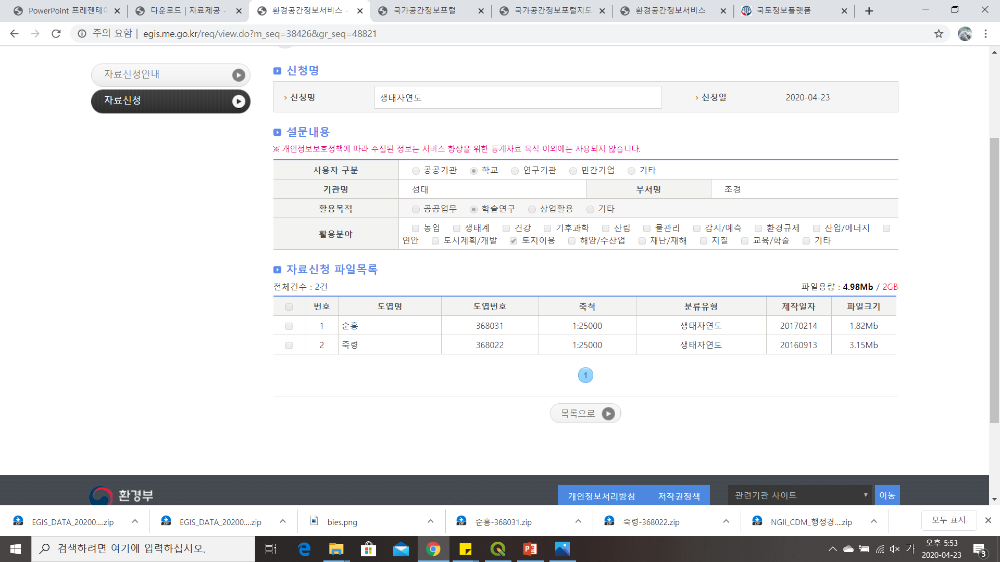 PowerPoint 프레젠테이
다운로드 | 자료제공 -
환경공간정보서비스 -
국가공간정보포털
국가공간정보포털지도
환경공간정보서비스
국토정보플랫폼
주의 요함 | egis.me.go.kr/req/view.do?m_seq=38426&gr_seq=48821
자료신청안내
자료신청
신청명
› 신청명 생태자연도 › 신청일 2020-04-23
설문내용
※ 개인정보보호정책에 따라 수집된 정보는 서비스 향상을 위한 통계자료 목적 이외에는 사용되지 않습니다.
사용자 구분 공공기관 학교 연구기관 민간기업 기타
기관명 성대 부서명 조경
활용목적 공공업무 학술연구 상업활용 기타
활용분야 농업 생태계 건강 기후과학 산림 물관리 감시/예측 환경규제 산업/에너지
연안 도시계획/개발 토지이용 해양/수산업 재난/재해 지질 교육/학술 기타
자료신청 파일목록
전체건수 : 2건 파일용량 : 4.98Mb / 2GB
번호 도엽명 도엽번호 축척 분류유형 제작일자 파일크기
1 순흥 368031 1:25000 생태자연도 20170214 1.82Mb
2 죽령 368022 1:25000 생태자연도 20160913 3.15Mb
1
목록으로
환경부 개인정보처리방침 저작권정책 관련기관 사이트 이동
EGIS_DATA_20200....zip EGIS_DATA_20200....zip bies.png 순흥-368031.zip 죽령-368022.zip NGII_CDM_행정경....zip 모두 표시
검색하려면 여기에 입력하십시오.
가
오후 5:53
2020-04-23
3